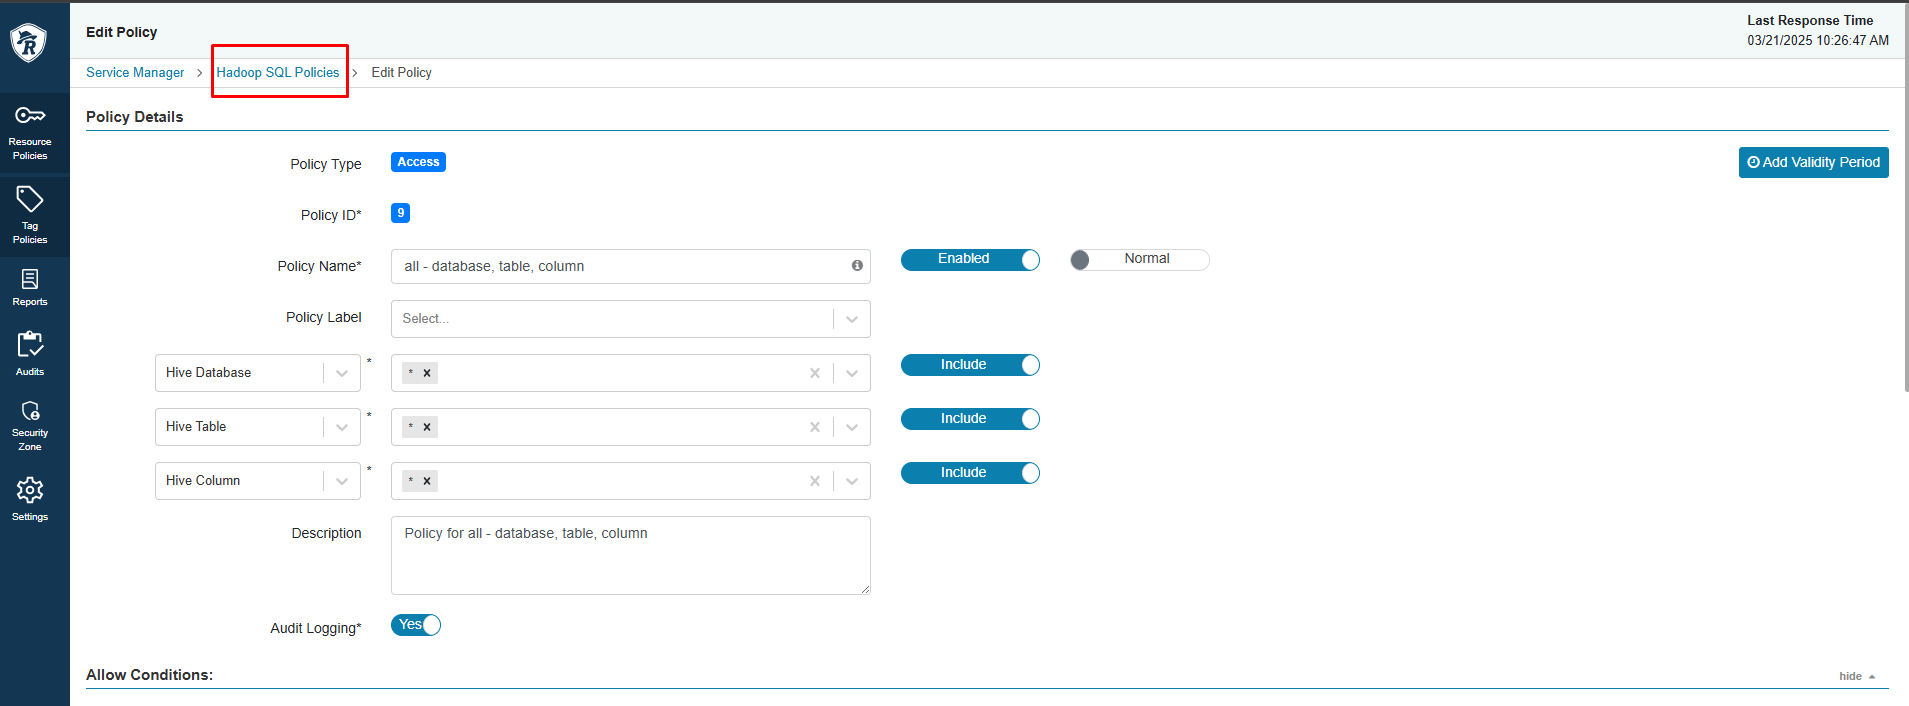 Edit Policy
Last Response Time
03/21/2025 10:26:47 AM
Service Manager > Hadoop SQL Policies > Edit Policy
R
Resource
Policies
Tag
Policies
Reports
Audits
Security
Zone
Settings
Policy Details
Policy Type Access
Add Validity Period
Policy ID* 9
Policy Name* all - database, table, column Enabled Normal
Policy Label Select...
Hive Database * * × Include
Hive Table * * × Include
Hive Column * * × Include
Description Policy for all - database, table, column
Audit Logging* Yes
Allow Conditions: hide